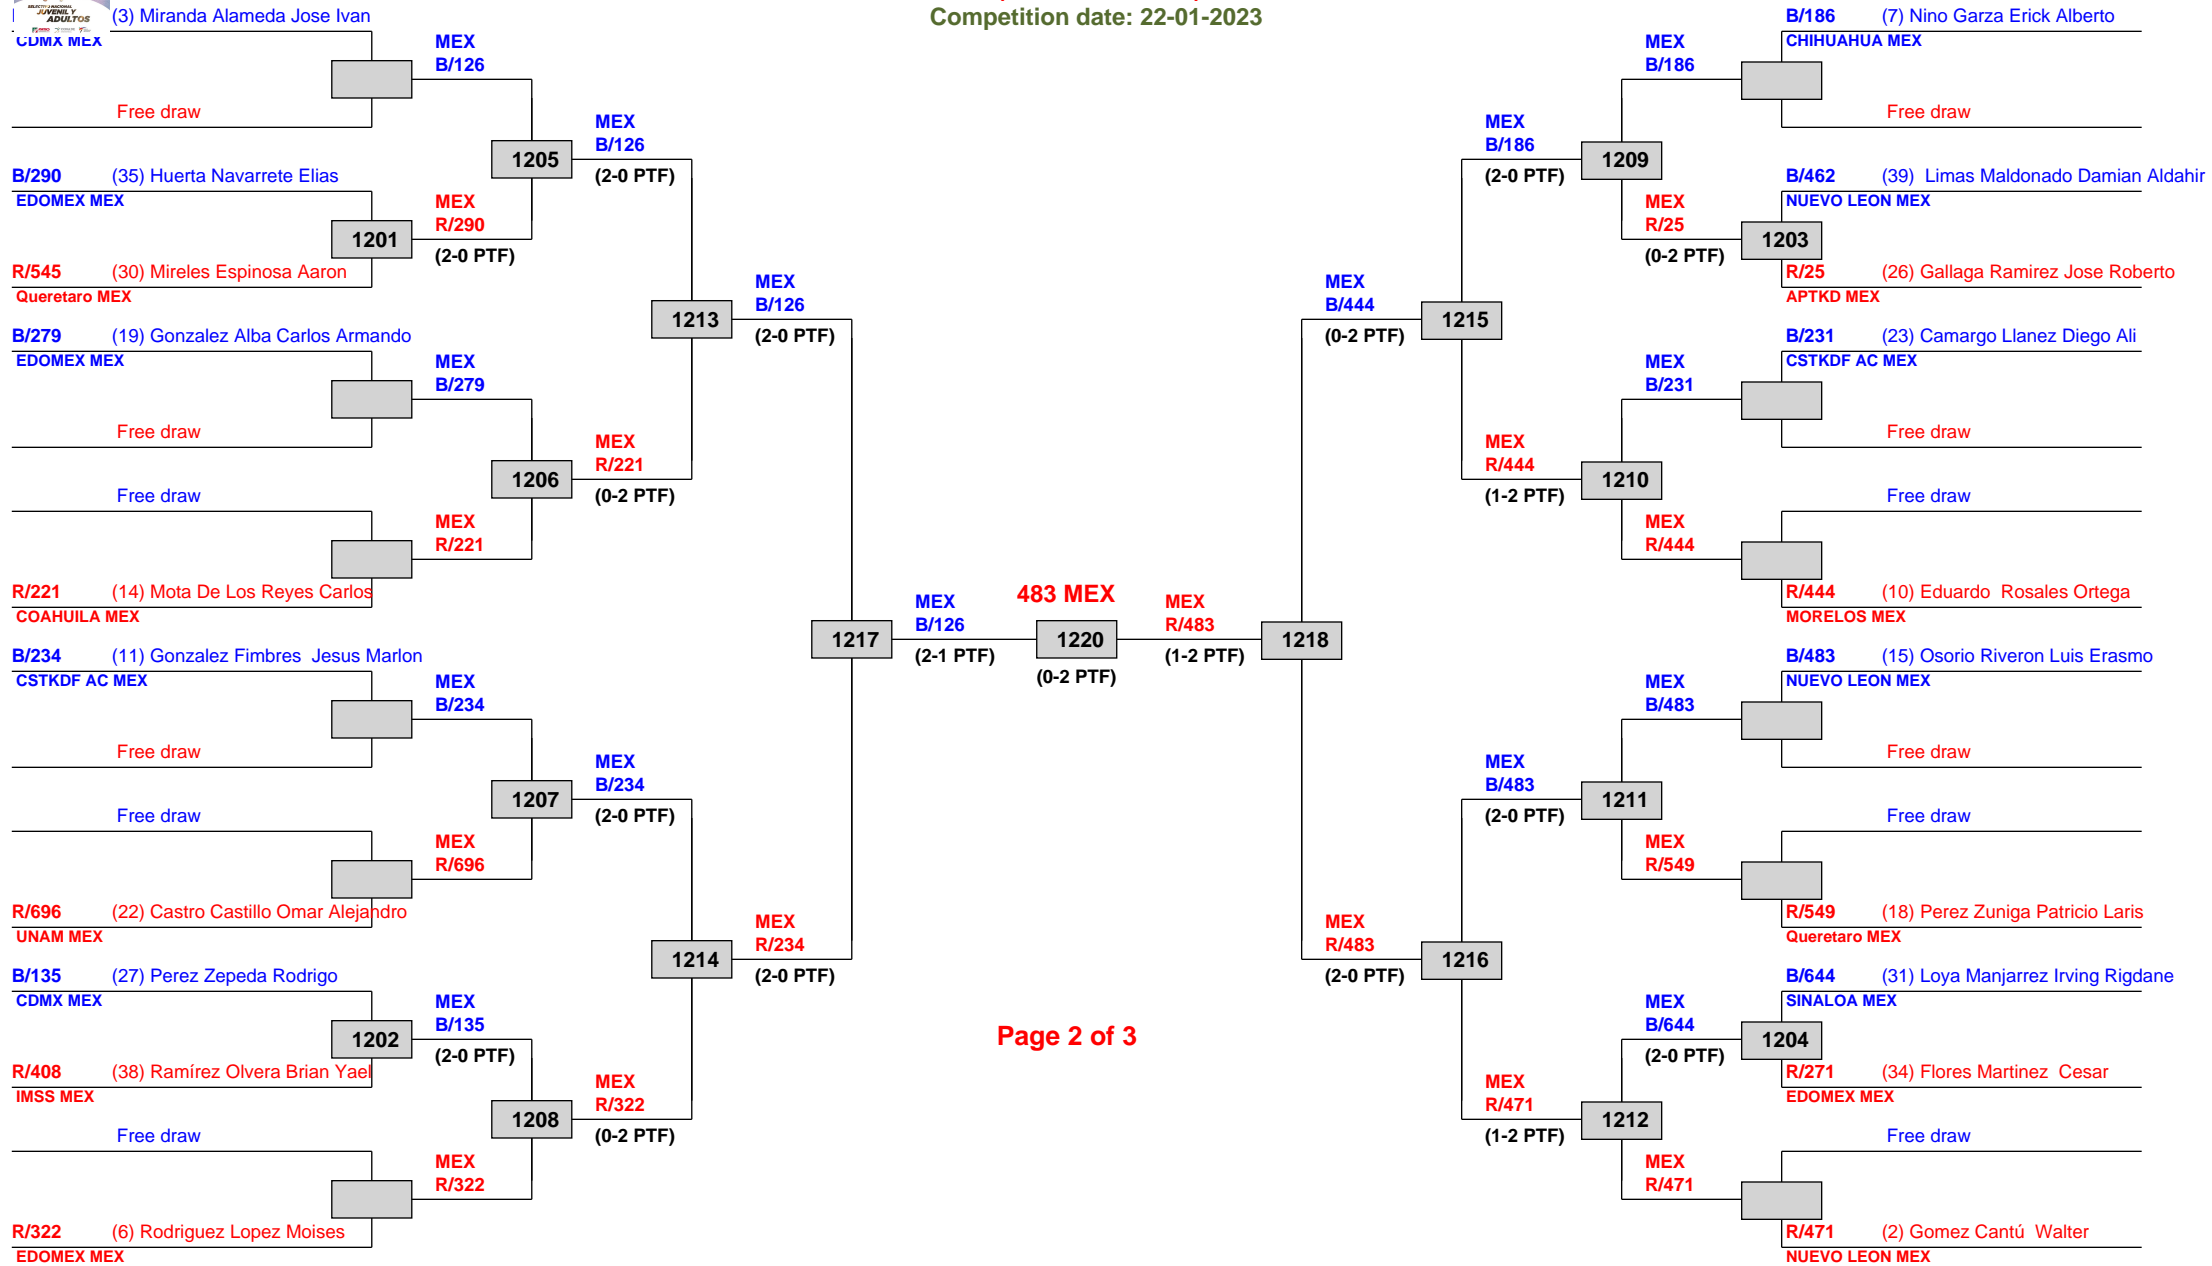 SELECTIVO NACIONAL
JUVENIL Y
ADULTOS
(3) Miranda Alameda Jose Ivan
CDMX MEX
Free draw
B/290 (35) Huerta Navarrete Elias
EDOMEX MEX
R/545 (30) Mireles Espinosa Aaron
Queretaro MEX
B/279 (19) Gonzalez Alba Carlos Armando
EDOMEX MEX
Free draw
Free draw
R/221 (14) Mota De Los Reyes Carlos
COAHUILA MEX
B/234 (11) Gonzalez Fimbres Jesus Marlon
CSTKDF AC MEX
Free draw
Free draw
R/696 (22) Castro Castillo Omar Alejandro
UNAM MEX
B/135 (27) Perez Zepeda Rodrigo
CDMX MEX
R/408 (38) Ramírez Olvera Brian Yael
IMSS MEX
Free draw
R/322 (6) Rodriguez Lopez Moises
EDOMEX MEX
1201
1202
MEX
B/126
MEX
R/290
(2-0 PTF)
MEX
B/279
MEX
R/221
MEX
B/234
MEX
R/696
MEX
B/135
(2-0 PTF)
MEX
R/322
1205
1206
1207
1208
MEX
B/126
(2-0 PTF)
MEX
R/221
(0-2 PTF)
MEX
B/234
(2-0 PTF)
MEX
R/322
(0-2 PTF)
1213
1214
MEX
B/126
(2-0 PTF)
MEX
R/234
(2-0 PTF)
1217
MEX
B/126
(2-1 PTF)
Competition date: 22-01-2023
483 MEX
1220
(0-2 PTF)
Page 2 of 3
MEX
R/483
(1-2 PTF)
1218
MEX
B/444
(0-2 PTF)
MEX
R/483
(2-0 PTF)
1215
1216
MEX
B/186
(2-0 PTF)
MEX
R/444
(1-2 PTF)
MEX
B/483
(2-0 PTF)
MEX
R/471
(1-2 PTF)
1209
1210
1211
1212
MEX
B/186
MEX
R/25
(0-2 PTF)
MEX
B/231
MEX
R/444
MEX
B/483
MEX
R/549
MEX
B/644
(2-0 PTF)
MEX
R/471
1203
1204
B/186 (7) Nino Garza Erick Alberto
CHIHUAHUA MEX
Free draw
B/462 (39) Limas Maldonado Damian Aldahir
NUEVO LEON MEX
R/25 (26) Gallaga Ramirez Jose Roberto
APTKD MEX
B/231 (23) Camargo Llanez Diego Ali
CSTKDF AC MEX
Free draw
Free draw
R/444 (10) Eduardo Rosales Ortega
MORELOS MEX
B/483 (15) Osorio Riveron Luis Erasmo
NUEVO LEON MEX
Free draw
Free draw
R/549 (18) Perez Zuniga Patricio Laris
Queretaro MEX
B/644 (31) Loya Manjarrez Irving Rigdane
SINALOA MEX
R/271 (34) Flores Martinez Cesar
EDOMEX MEX
Free draw
R/471 (2) Gomez Cantú Walter
NUEVO LEON MEX